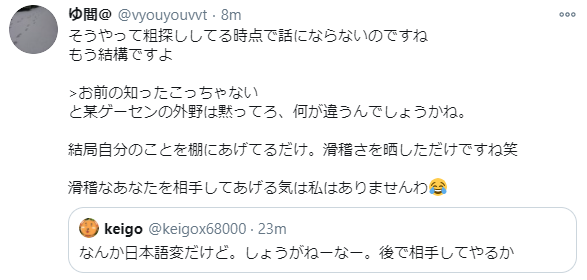 ゆ間@ @vyouyouvvt · 8m
そうやって粗探ししてる時点で話にならないのですね
もう結構ですよ
>お前の知ったこっちゃない
と某ゲーセンの外野は黙ってろ、何が違うんでしょうかね。
結局自分のことを棚にあげてるだけ。滑稽さを晒しただけですね笑
滑稽なあなたを相手してあげる気は私はありませんわ😂
keigo @keigox68000 · 23m
なんか日本語変だけど。しょうがねーなー。後で相手してやるか